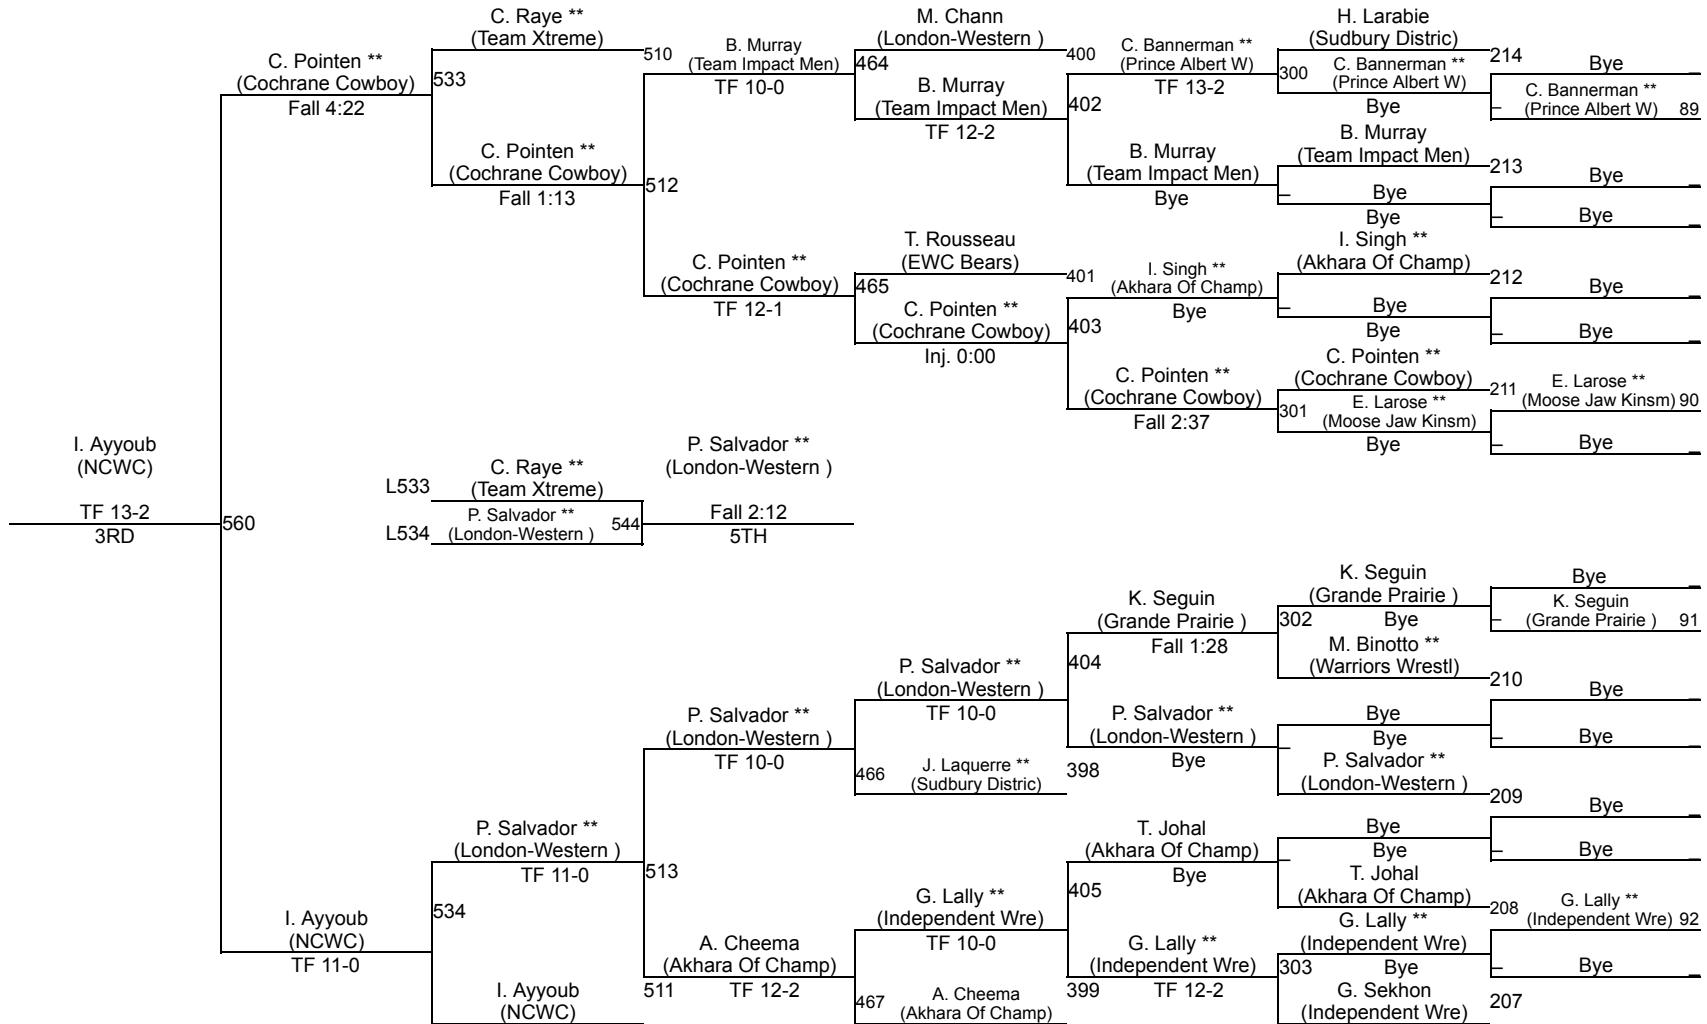 C. Raye **
(Team Xtreme)
M. Chann
(London-Western )
H. Larabie
(Sudbury Distric)
C. Pointen **
(Cochrane Cowboy)
Fall 4:22
533
510
B. Murray
(Team Impact Men)
TF 10-0
464
400
C. Bannerman **
(Prince Albert W)
TF 13-2
300
C. Bannerman **
(Prince Albert W)
Bye
214
Bye _
B. Murray
(Team Impact Men)
TF 12-2
402
_ C. Bannerman **
(Prince Albert W) 89
C. Pointen **
(Cochrane Cowboy)
Fall 1:13
512
B. Murray
(Team Impact Men)
Bye
B. Murray
(Team Impact Men)
213
Bye _
_ Bye
Bye
_ Bye _
C. Pointen **
(Cochrane Cowboy)
TF 12-1
T. Rousseau
(EWC Bears)
465
401
I. Singh **
(Akhara Of Champ)
Bye
I. Singh **
(Akhara Of Champ)
212
Bye _
_ Bye
Bye
_ Bye _
C. Pointen **
(Cochrane Cowboy)
Inj. 0:00
403
C. Pointen **
(Cochrane Cowboy)
Fall 2:37
C. Pointen **
(Cochrane Cowboy)
211
E. Larose **
(Moose Jaw Kinsm) 90
301
E. Larose **
(Moose Jaw Kinsm)
Bye
_ Bye _
I. Ayyoub
(NCWC)
TF 13-2
3RD
560
L533
C. Raye **
(Team Xtreme)
L534
P. Salvador **
(London-Western )
544
P. Salvador **
(London-Western )
Fall 2:12
5TH
K. Seguin
(Grande Prairie )
Fall 1:28
K. Seguin
(Grande Prairie )
302 Bye
M. Binotto **
(Warriors Wrestl)
Bye _
_ K. Seguin
(Grande Prairie ) 91
210
Bye _
_ Bye _
P. Salvador **
(London-Western )
TF 10-0
404
P. Salvador **
(London-Western )
TF 10-0
P. Salvador **
(London-Western )
Bye
Bye
_ Bye
P. Salvador **
(London-Western )
466
J. Laquerre **
(Sudbury Distric)
398
209
Bye _
_ Bye _
P. Salvador **
(London-Western )
TF 11-0
513
T. Johal
(Akhara Of Champ)
Bye
Bye
_ Bye
T. Johal
(Akhara Of Champ)
208
G. Lally **
(Independent Wre) 92
I. Ayyoub
(NCWC)
TF 11-0
534
G. Lally **
(Independent Wre)
TF 10-0
405
G. Lally **
(Independent Wre)
TF 12-2
G. Lally **
(Independent Wre)
303 Bye
G. Sekhon
(Independent Wre)
_ Bye _
207
A. Cheema
(Akhara Of Champ)
TF 12-2
I. Ayyoub
(NCWC)
511
467
A. Cheema
(Akhara Of Champ)
399